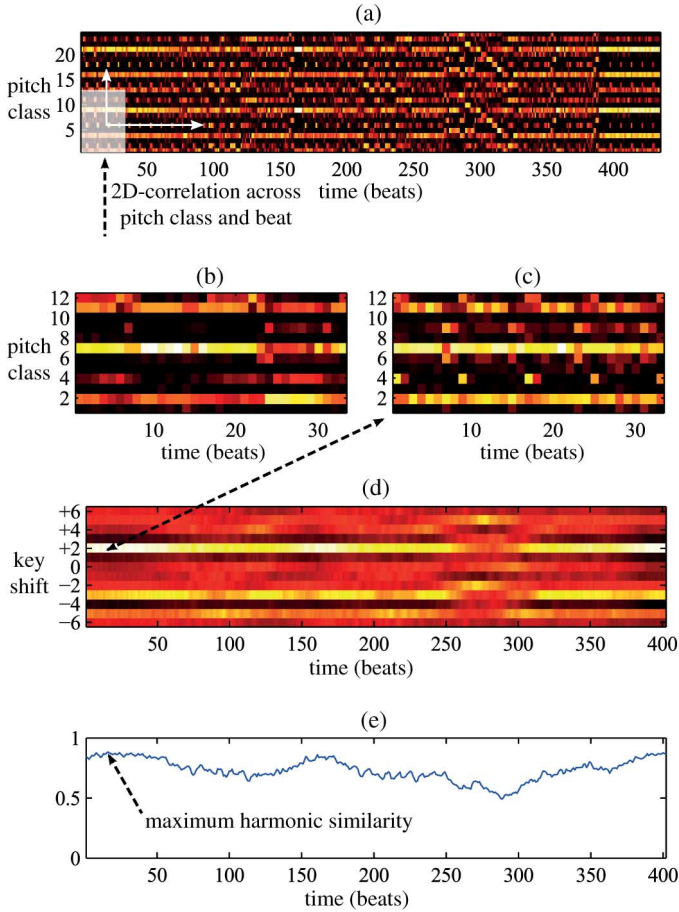 (a)
20
15
pitch class
10
5
50 100 150 200 250 300 350 400
2D-correlation across time (beats)
pitch class and beat
(b) (c)
12 12
10 10
8 8
pitch class
6 6
4 4
2 2
10 20 30 10 20 30
time (beats) time (beats)
(d)
+6
+4
+2
key shift
0
−2
−4
−6
50 100 150 200 250 300 350 400
time (beats)
(e)
1
0.5
maximum harmonic similarity
0
50 100 150 200 250 300 350 400
time (beats)